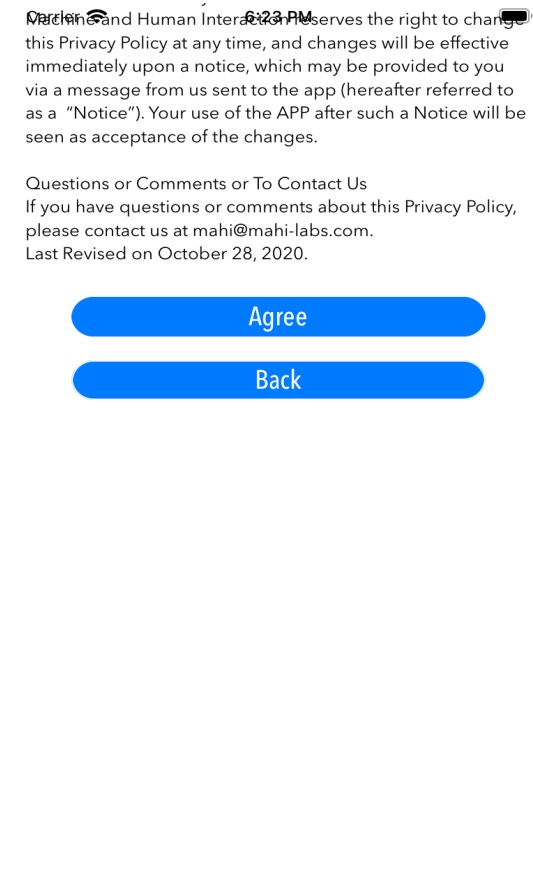 Carrier 6:23 PM
Machine and Human Interaction reserves the right to change
this Privacy Policy at any time, and changes will be effective
immediately upon a notice, which may be provided to you
via a message from us sent to the app (hereafter referred to
as a  “Notice”). Your use of the APP after such a Notice will be
seen as acceptance of the changes.
Questions or Comments or To Contact Us
If you have questions or comments about this Privacy Policy,
please contact us at mahi@mahi-labs.com.
Last Revised on October 28, 2020.
Agree
Back